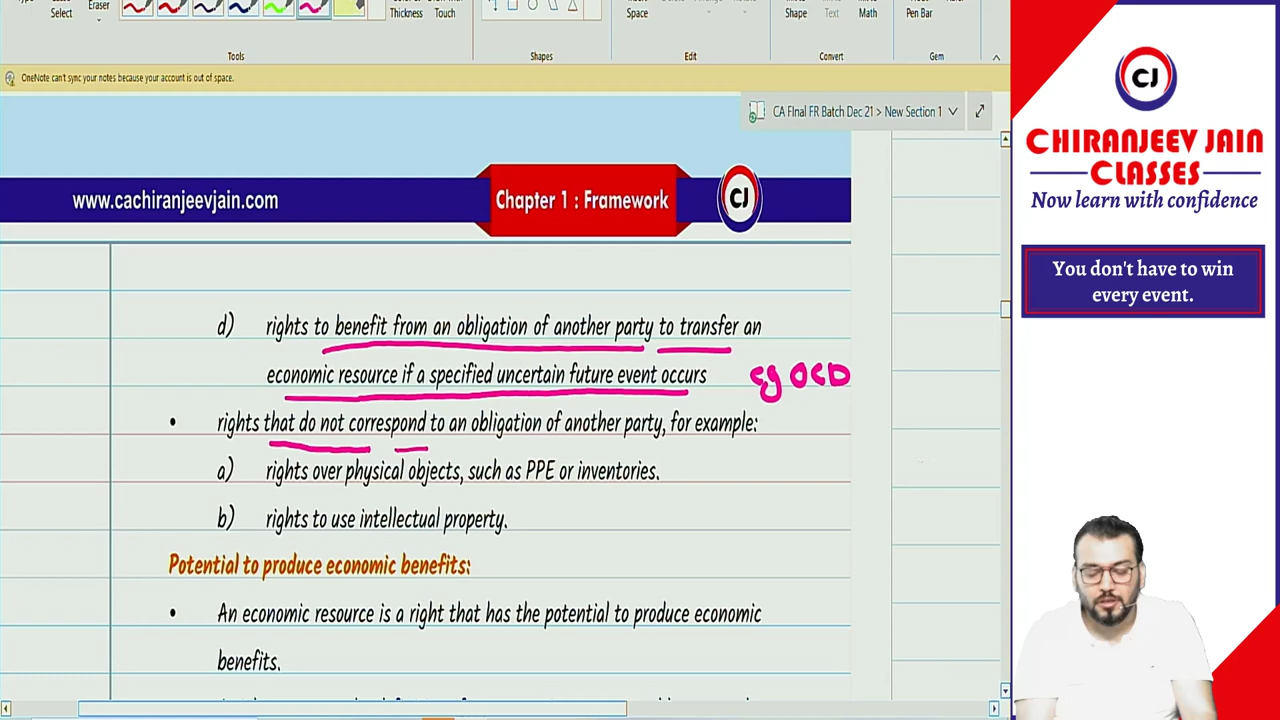 Select
Eraser
Thickness
Touch
Space
Shape
Text
Math
Pen Bar
Tools
Shapes
Edit
Convert
Gem
OneNote can't sync your notes because your account is out of space.
CA FInal FR Batch Dec 21 > New Section 1
www.cachiranjeevjain.com
Chapter 1 : Framework
CJ
d) rights to benefit from an obligation of another party to transfer an
economic resource if a specified uncertain future event occurs
eg OCD
• rights that do not correspond to an obligation of another party, for example:
a) rights over physical objects, such as PPE or inventories.
b) rights to use intellectual property.
Potential to produce economic benefits:
• An economic resource is a right that has the potential to produce economic
benefits.
CJ
CHIRANJEEV JAIN
CLASSES
Now learn with confidence
You don't have to win
every event.